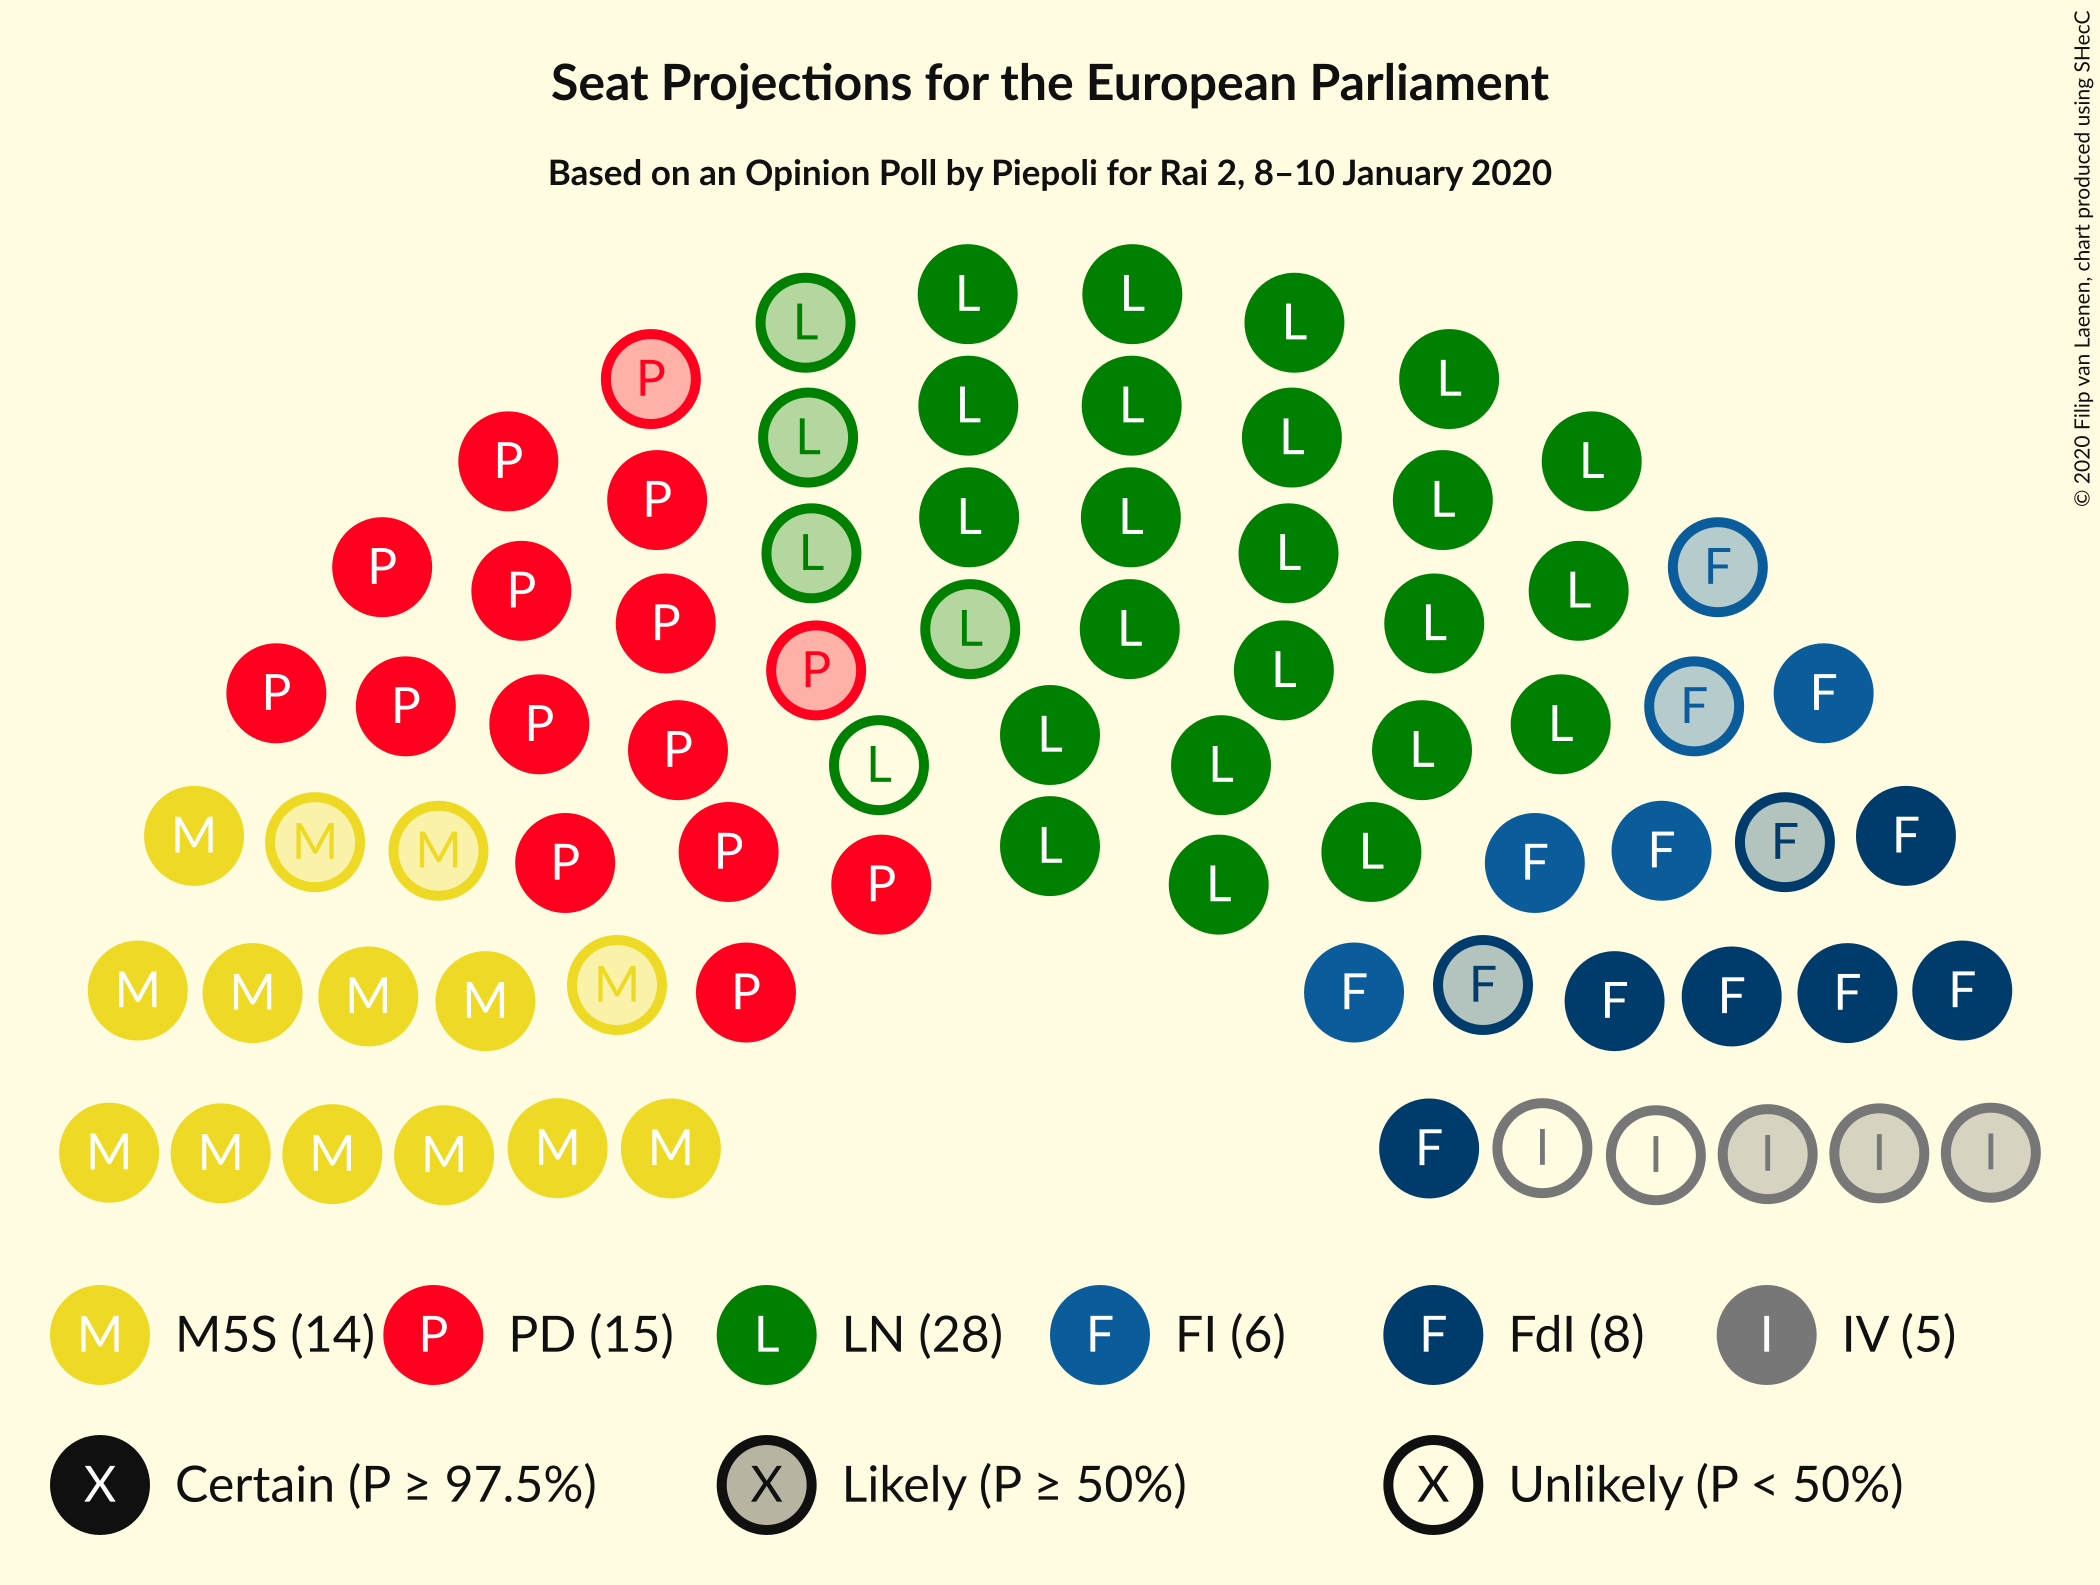 Seat Projections for the European Parliament
Based on an Opinion Poll by Piepoli for Rai 2, 8–10 January 2020
© 2020 Filip van Laenen, chart produced using SHecC
L L
L L
P L
L L
L L
P L L
P P L L
L L
P F
P L L
P L L
L L
P L
P P F F
P L
P L
P L L L
M M M P P L L F F F F
P L L
M M M M M P F F F F F F
M M M M M M F I I I I I
M M5S (14) P PD (15) L LN (28) F FI (6) F FdI (8) I IV (5)
X Certain (P ≥ 97.5%) X Likely (P ≥ 50%) X Unlikely (P < 50%)